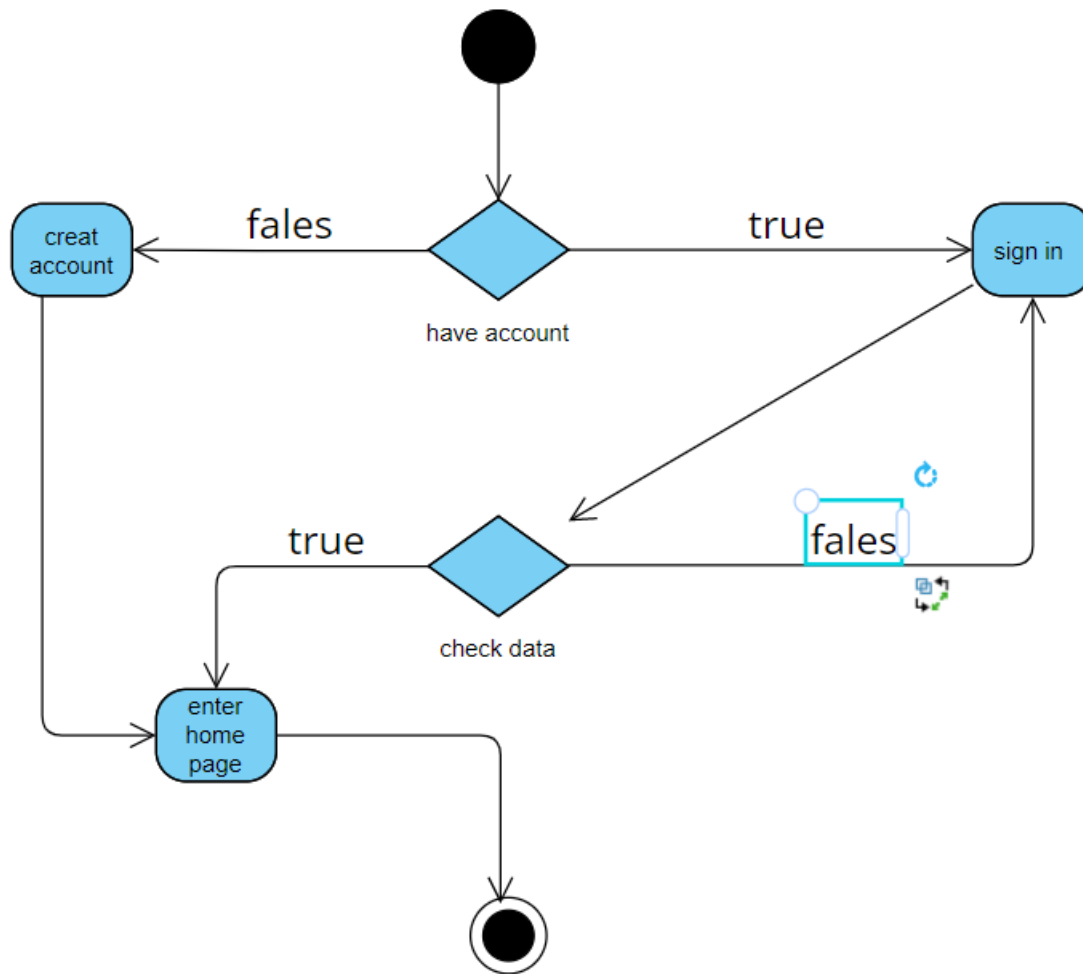 fales
true
creat
account
sign in
have account
true
fales
check data
enter
home
page